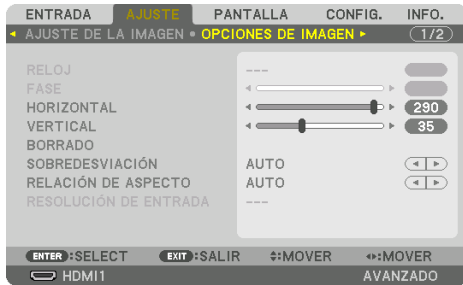 ENTRADA AJUSTE PANTALLA CONFIG. INFO.
AJUSTE DE LA IMAGEN OPCIONES DE IMAGEN 1/2
RELOJ ---
FASE
HORIZONTAL 290
VERTICAL 35
BORRADO
SOBREDESVIACIÓN AUTO
RELACIÓN DE ASPECTO AUTO
RESOLUCIÓN DE ENTRADA ---
ENTER :SELECT EXIT :SALIR :MOVER :MOVER
HDMI1 AVANZADO